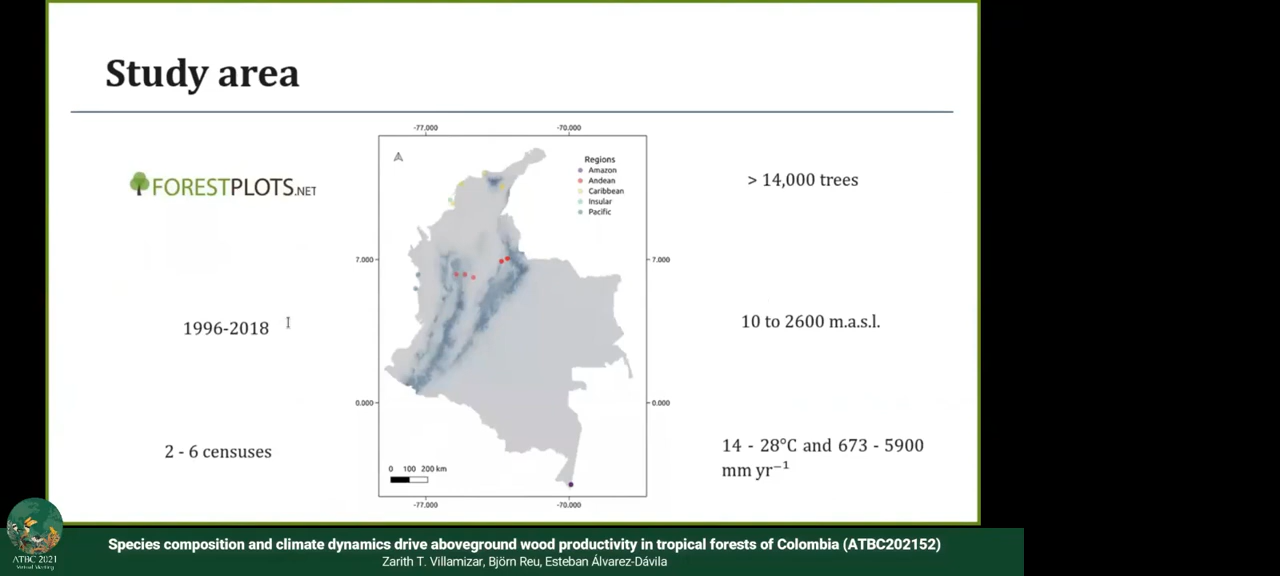 Study area
FORESTPLOTS.NET
1996-2018
2 - 6 censuses
-77.000 -70.000
Regions
Amazon
Andean
Caribbean
Insular
Pacific
7.000 7.000
0.000 0.000
0 100 200 km
-77.000 -70.000
> 14,000 trees
10 to 2600 m.a.s.l.
14 - 28°C and 673 - 5900
mm yr⁻¹
ATBC 2021
Virtual Meeting
Species composition and climate dynamics drive aboveground wood productivity in tropical forests of Colombia (ATBC202152)
Zarith T. Villamizar, Björn Reu, Esteban Álvarez-Dávila